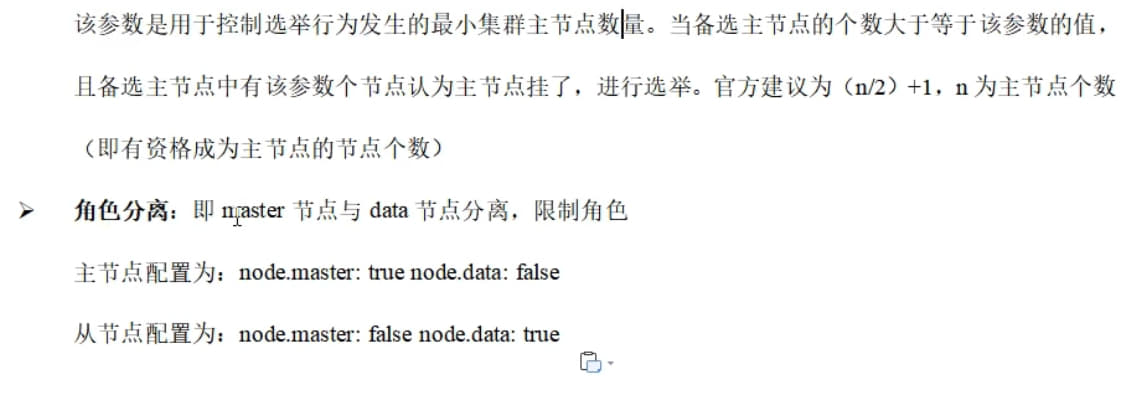 该参数是用于控制选举行为发生的最小集群主节点数量。当备选主节点的个数大于等于该参数的值，
且备选主节点中有该参数个节点认为主节点挂了，进行选举。官方建议为（n/2）+1，n 为主节点个数
（即有资格成为主节点的节点个数）
➢ 角色分离：即 master 节点与 data 节点分离，限制角色
主节点配置为：node.master: true node.data: false
从节点配置为：node.master: false node.data: true